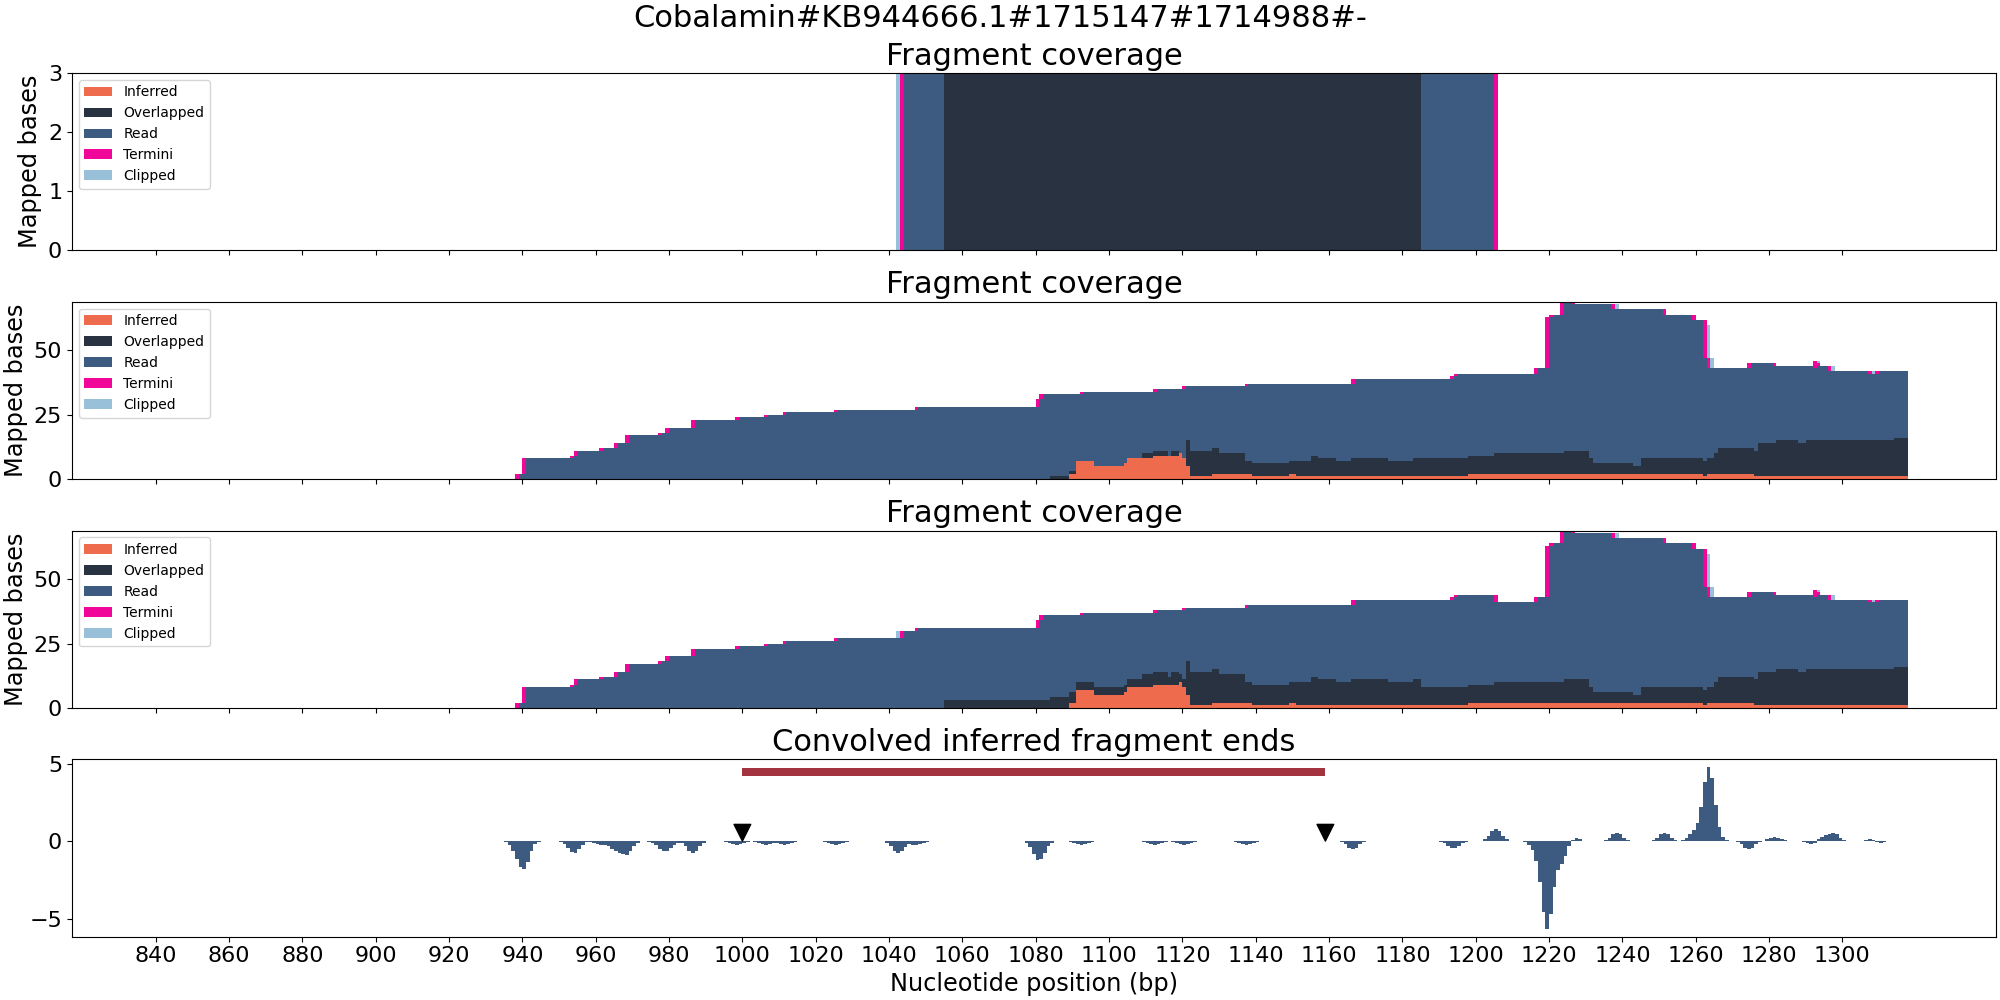 Cobalamin#KB944666.1#1715147#1714988#-
Fragment coverage
Mapped bases
3
2
1
0
Inferred
Overlapped
Read
Termini
Clipped
Fragment coverage
Mapped bases
50
25
0
Inferred
Overlapped
Read
Termini
Clipped
Fragment coverage
Mapped bases
50
25
0
Inferred
Overlapped
Read
Termini
Clipped
Convolved inferred fragment ends
5
0
−5
840 860 880 900 920 940 960 980 1000 1020 1040 1060 1080 1100 1120 1140 1160 1180 1200 1220 1240 1260 1280 1300
Nucleotide position (bp)